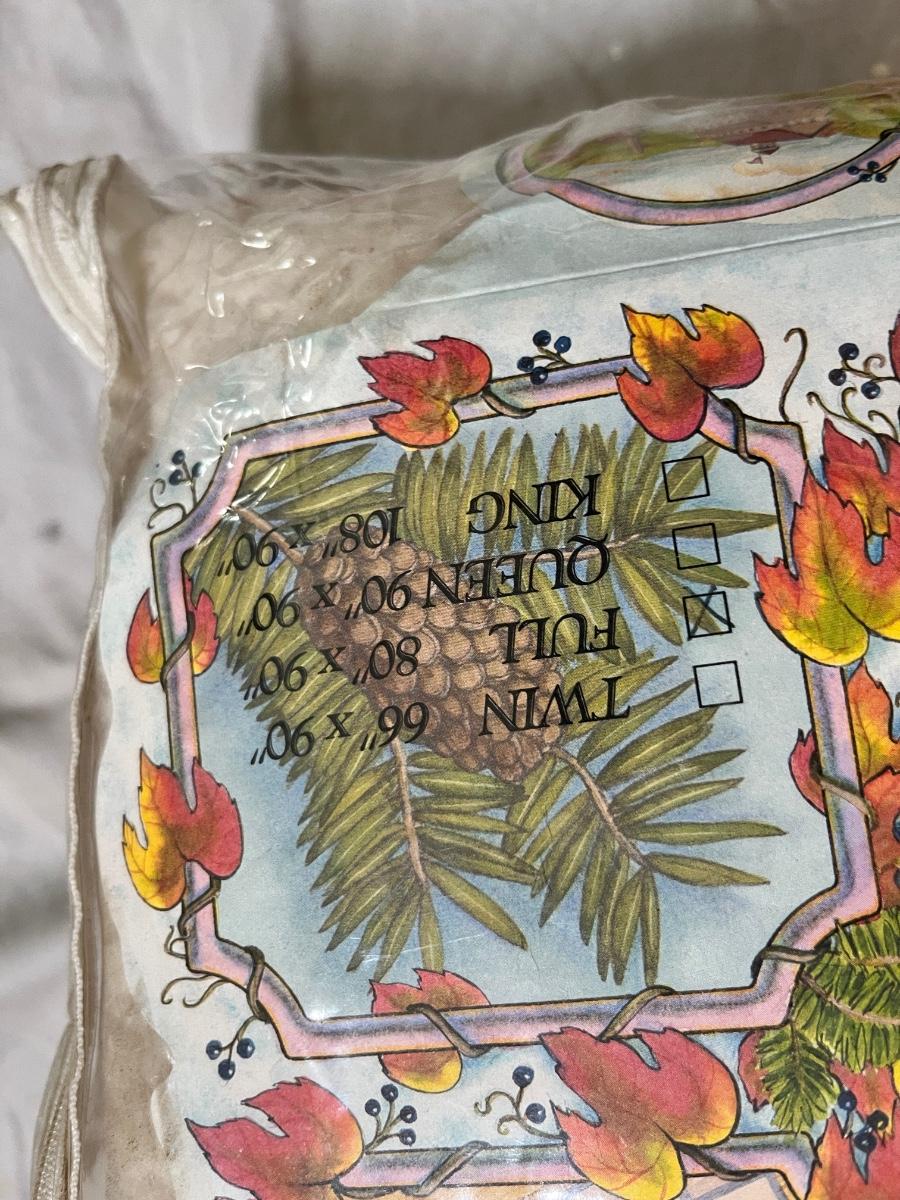 TWIN 66" x 90"
FULL 80" x 90"
QUEEN 90" x 90"
KING 108" x 90"